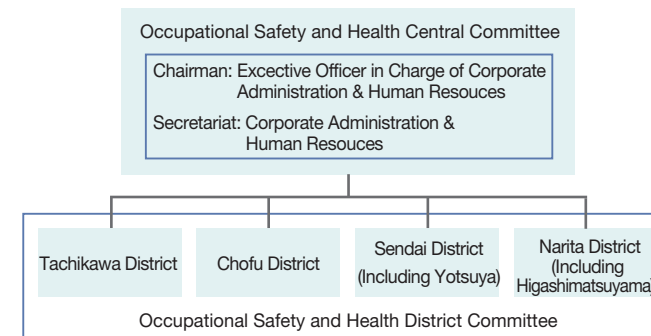 Occupational Safety and Health Central Committee
Chairman: Excective Officer in Charge of Corporate
Administration & Human Resouces
Secretariat: Corporate Administration &
Human Resouces
Tachikawa District
Chofu District
Sendai District
(Including Yotsuya)
Narita District
(Including
Higashimatsuyama)
Occupational Safety and Health District Committee